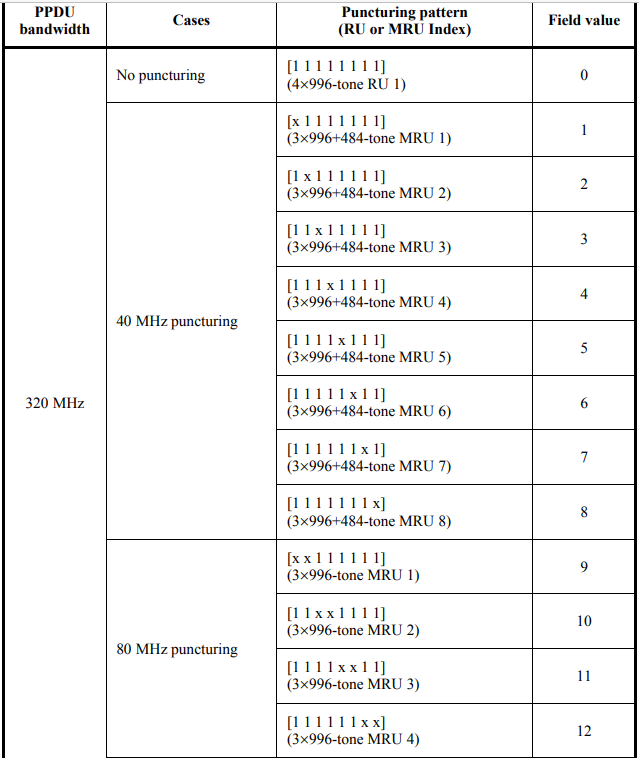 PPDU
bandwidth
Cases
Puncturing pattern
(RU or MRU Index)
Field value
320 MHz
No puncturing
[1 1 1 1 1 1 1 1]
(4×996-tone RU 1)
0
40 MHz puncturing
[x 1 1 1 1 1 1 1]
(3×996+484-tone MRU 1)
1
[1 x 1 1 1 1 1 1]
(3×996+484-tone MRU 2)
2
[1 1 x 1 1 1 1 1]
(3×996+484-tone MRU 3)
3
[1 1 1 x 1 1 1 1]
(3×996+484-tone MRU 4)
4
[1 1 1 1 x 1 1 1]
(3×996+484-tone MRU 5)
5
[1 1 1 1 1 x 1 1]
(3×996+484-tone MRU 6)
6
[1 1 1 1 1 1 x 1]
(3×996+484-tone MRU 7)
7
[1 1 1 1 1 1 1 x]
(3×996+484-tone MRU 8)
8
80 MHz puncturing
[x x 1 1 1 1 1 1]
(3×996-tone MRU 1)
9
[1 1 x x 1 1 1 1]
(3×996-tone MRU 2)
10
[1 1 1 1 x x 1 1]
(3×996-tone MRU 3)
11
[1 1 1 1 1 1 x x]
(3×996-tone MRU 4)
12